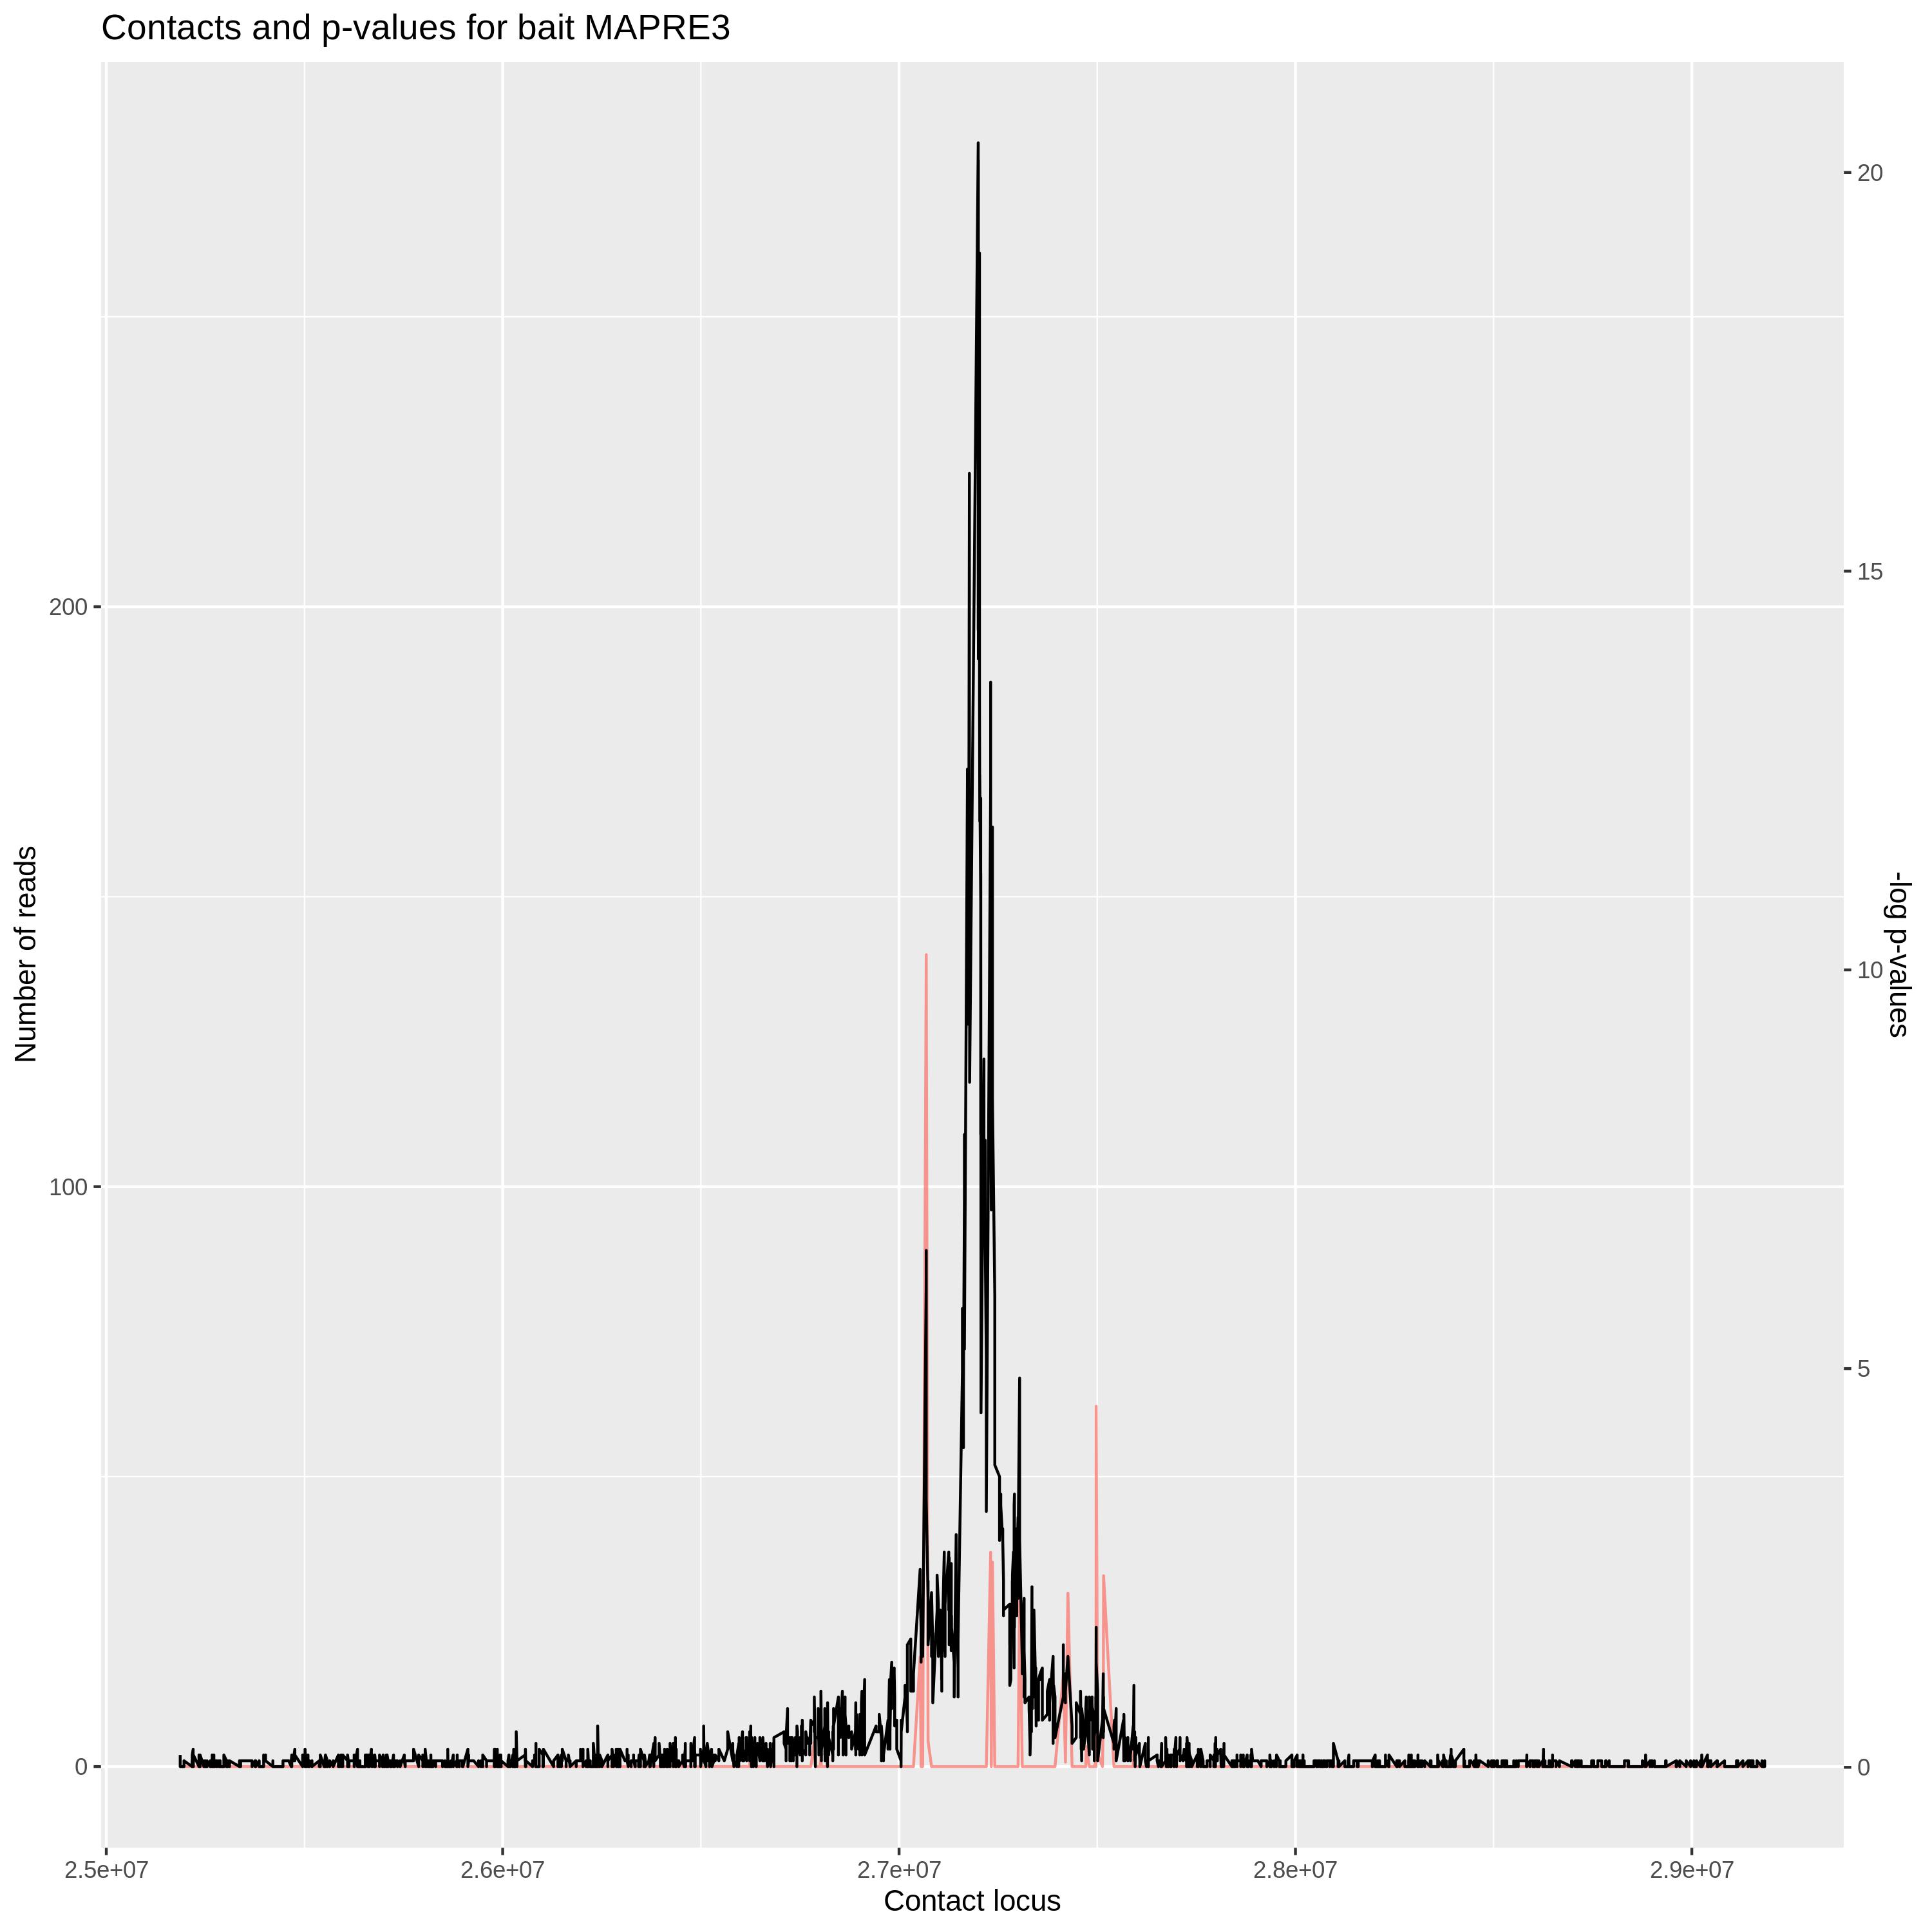 Contacts and p-values for bait MAPRE3
20
15
200
Number of reads
-log p-values
10
100
5
0
0
2.5e+07
2.6e+07
2.7e+07
2.8e+07
2.9e+07
Contact locus